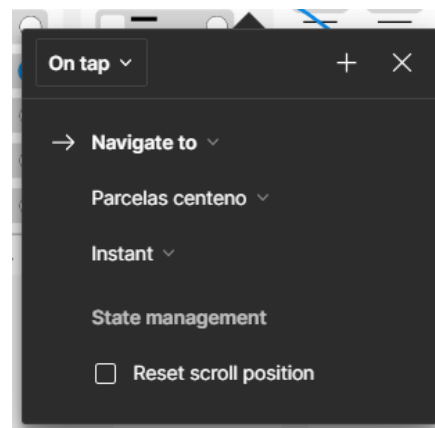 On tap
Navigate to
Parcelas centeno
Instant
State management
Reset scroll position